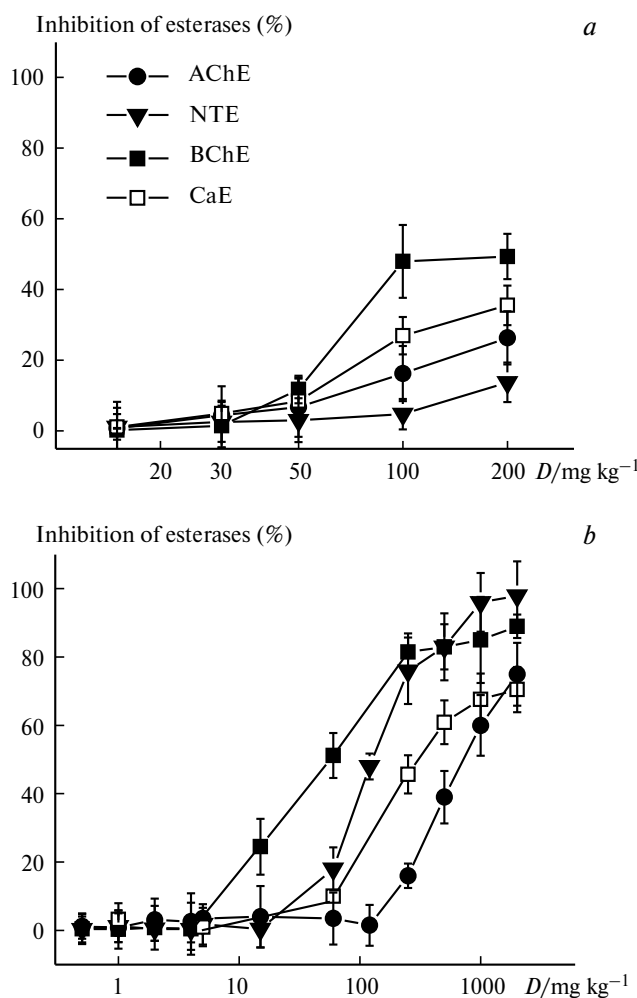 Inhibition of esterases (%) a
100
AChE
NTE
80
BChE
CaE
60
40
20
0
20 30 50 100 200 D/mg kg−1
Inhibition of esterases (%) b
100
80
60
40
20
0
1 10 100 1000 D/mg kg−1